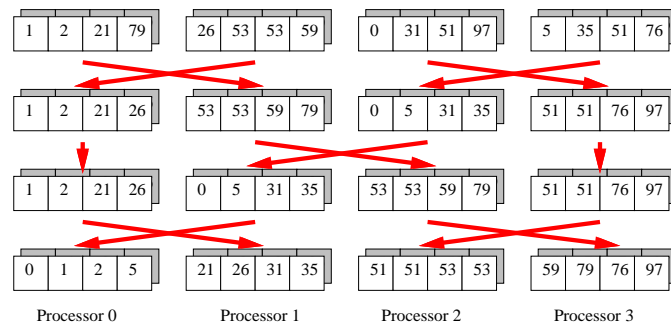 1 2 21 79 26 53 53 59 0 31 51 97 5 35 51 76
1 2 21 26 53 53 59 79 0 5 31 35 51 51 76 97
1 2 21 26 0 5 31 35 53 53 59 79 51 51 76 97
0 1 2 5 21 26 31 35 51 51 53 53 59 79 76 97
Processor 0 Processor 1 Processor 2 Processor 3